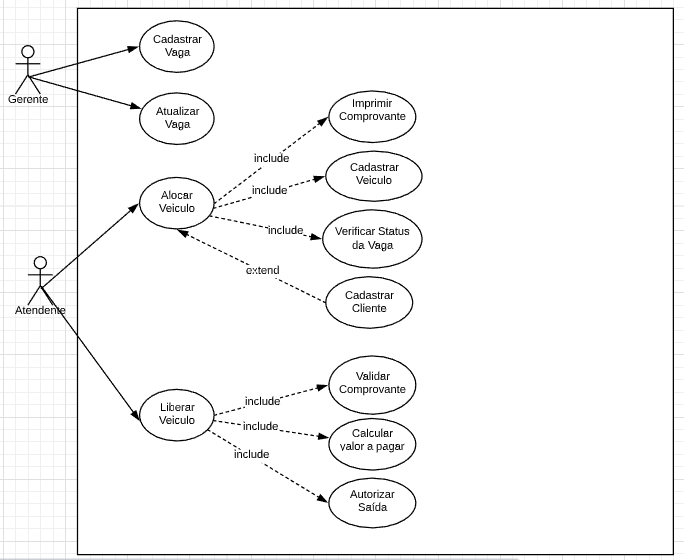 Cadastrar
Vaga
Gerente
Atualizar
Vaga
Imprimir
Comprovante
include
Cadastrar
Veiculo
include
Alocar
Veiculo
include
Verificar Status
da Vaga
extend
Cadastrar
Cliente
Atendente
Validar
Comprovante
include
Liberar
Veiculo
include
Calcular
valor a pagar
include
Autorizar
Saída